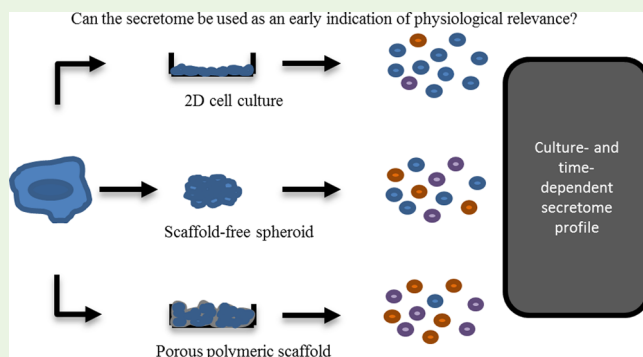 Can the secretome be used as an early indication of physiological relevance?
2D cell culture
Scaffold-free spheroid
Porous polymeric scaffold
Culture- and
time-
dependent
secretome
profile